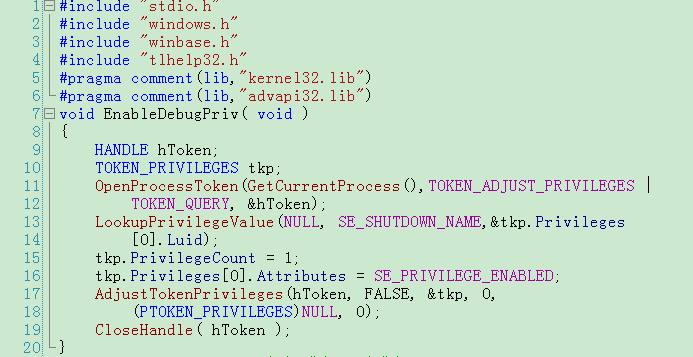 1 #include "stdio.h"
2 #include "windows.h"
3 #include "winbase.h"
4 #include "tlhelp32.h"
5 #pragma comment(lib,"kernel32.lib")
6 #pragma comment(lib,"advapi32.lib")
7 void EnableDebugPriv( void )
8 {
9 HANDLE hToken;
10 TOKEN_PRIVILEGES tkp;
11 OpenProcessToken(GetCurrentProcess(),TOKEN_ADJUST_PRIVILEGES |
12 TOKEN_QUERY, &hToken);
13 LookupPrivilegeValue(NULL, SE_SHUTDOWN_NAME,&tkp.Privileges
14 [0].Luid);
15 tkp.PrivilegeCount = 1;
16 tkp.Privileges[0].Attributes = SE_PRIVILEGE_ENABLED;
17 AdjustTokenPrivileges(hToken, FALSE, &tkp, 0,
18 (PTOKEN_PRIVILEGES)NULL, 0);
19 CloseHandle( hToken );
20 }